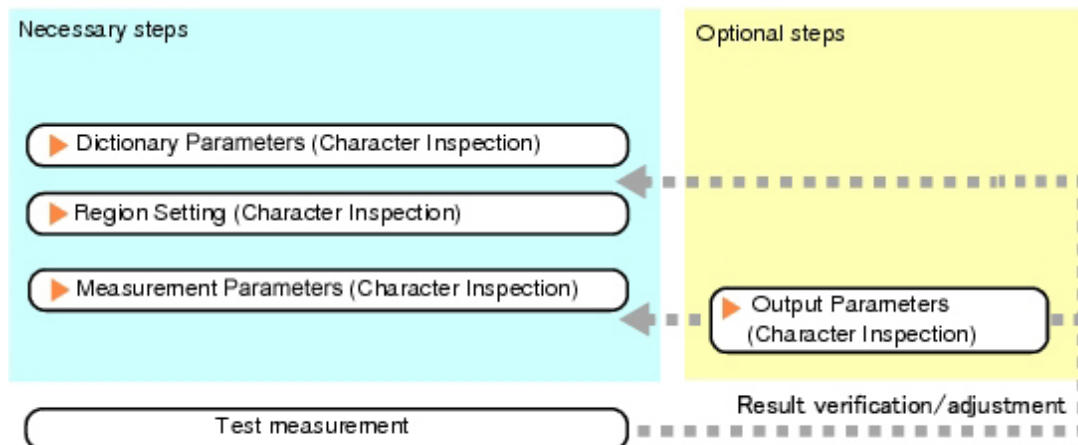 Necessary steps
Optional steps
Dictionary Parameters (Character Inspection)
Region Setting (Character Inspection)
Measurement Parameters (Character Inspection)
Output Parameters
(Character Inspection)
Result verification/adjustment
Test measurement